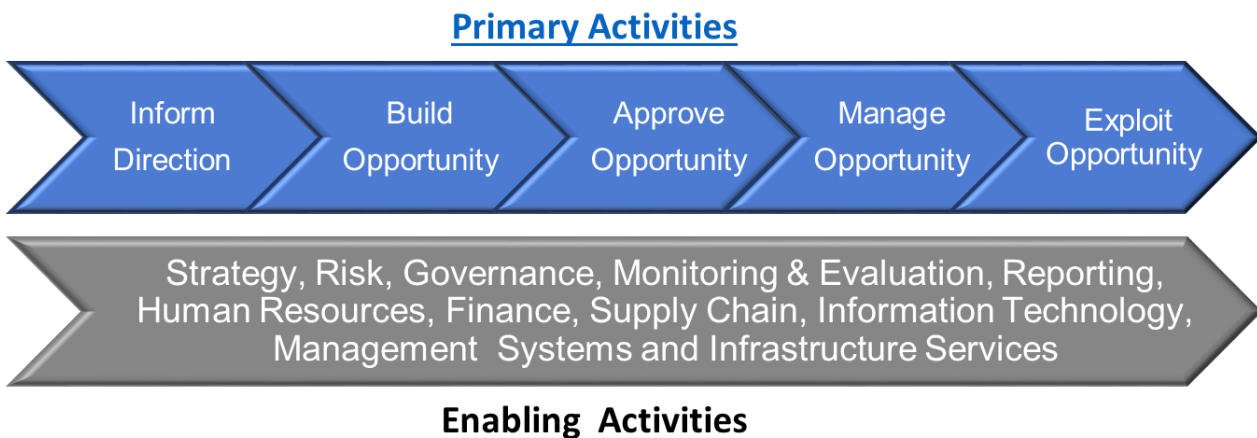 Primary Activities
Inform
Direction
Build
Opportunity
Approve
Opportunity
Manage
Opportunity
Exploit
Opportunity
Strategy, Risk, Governance, Monitoring & Evaluation, Reporting,
Human Resources, Finance, Supply Chain, Information Technology,
Management  Systems and Infrastructure Services
Enabling  Activities